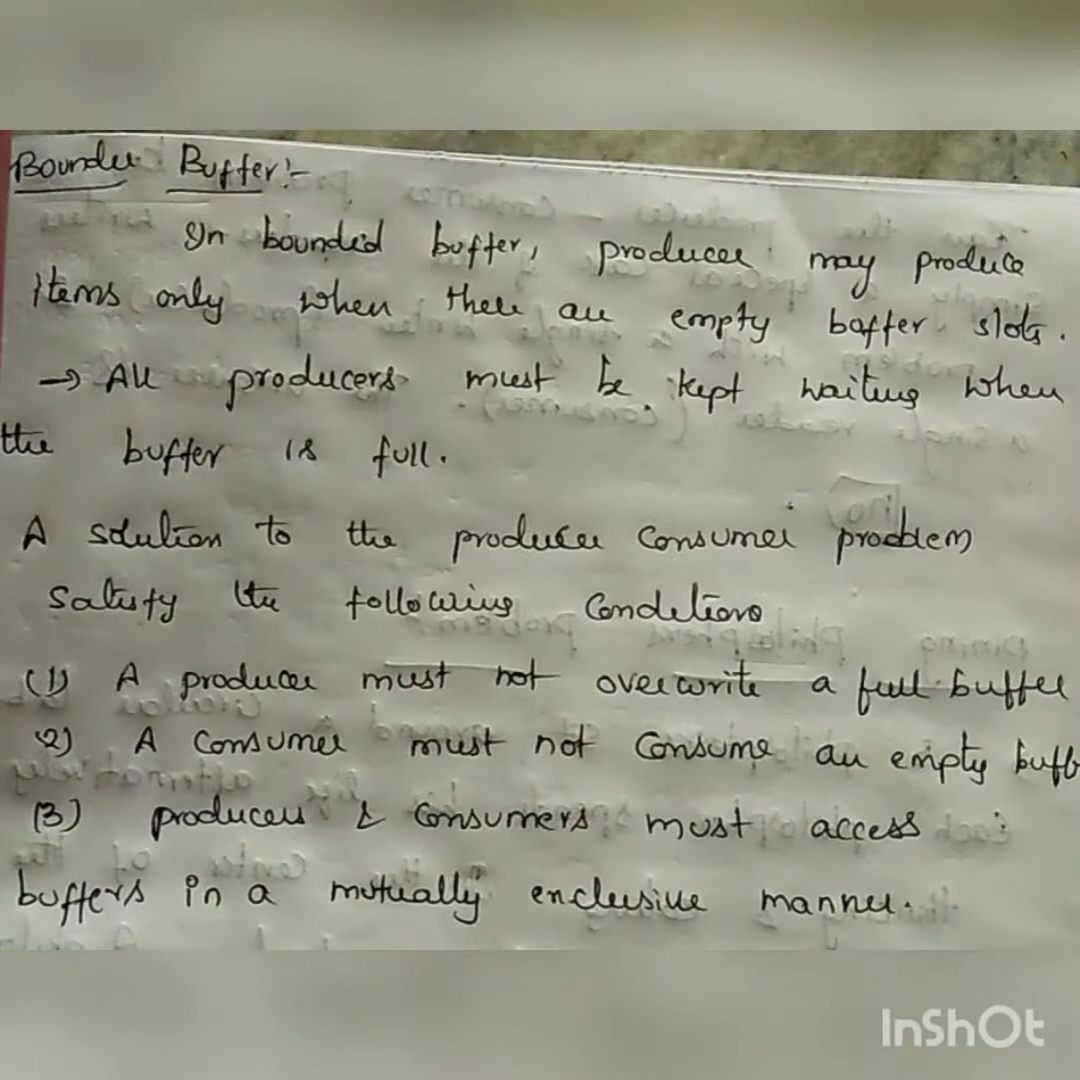 Bounder Buffer:-
In bounded buffer, producer may produce
items only when there are empty baffer slots.
→ All producers must be kept waiting when
the buffer is full.
A solution to the producer consumer problem
Satisfy the following Conditions
(1) A producer must not overwrite a full buffer
2) A Consumer must not Consume an empty buff
(3) producers & Consumers must access
buffers in a mutually exclusive manner.
InShOt